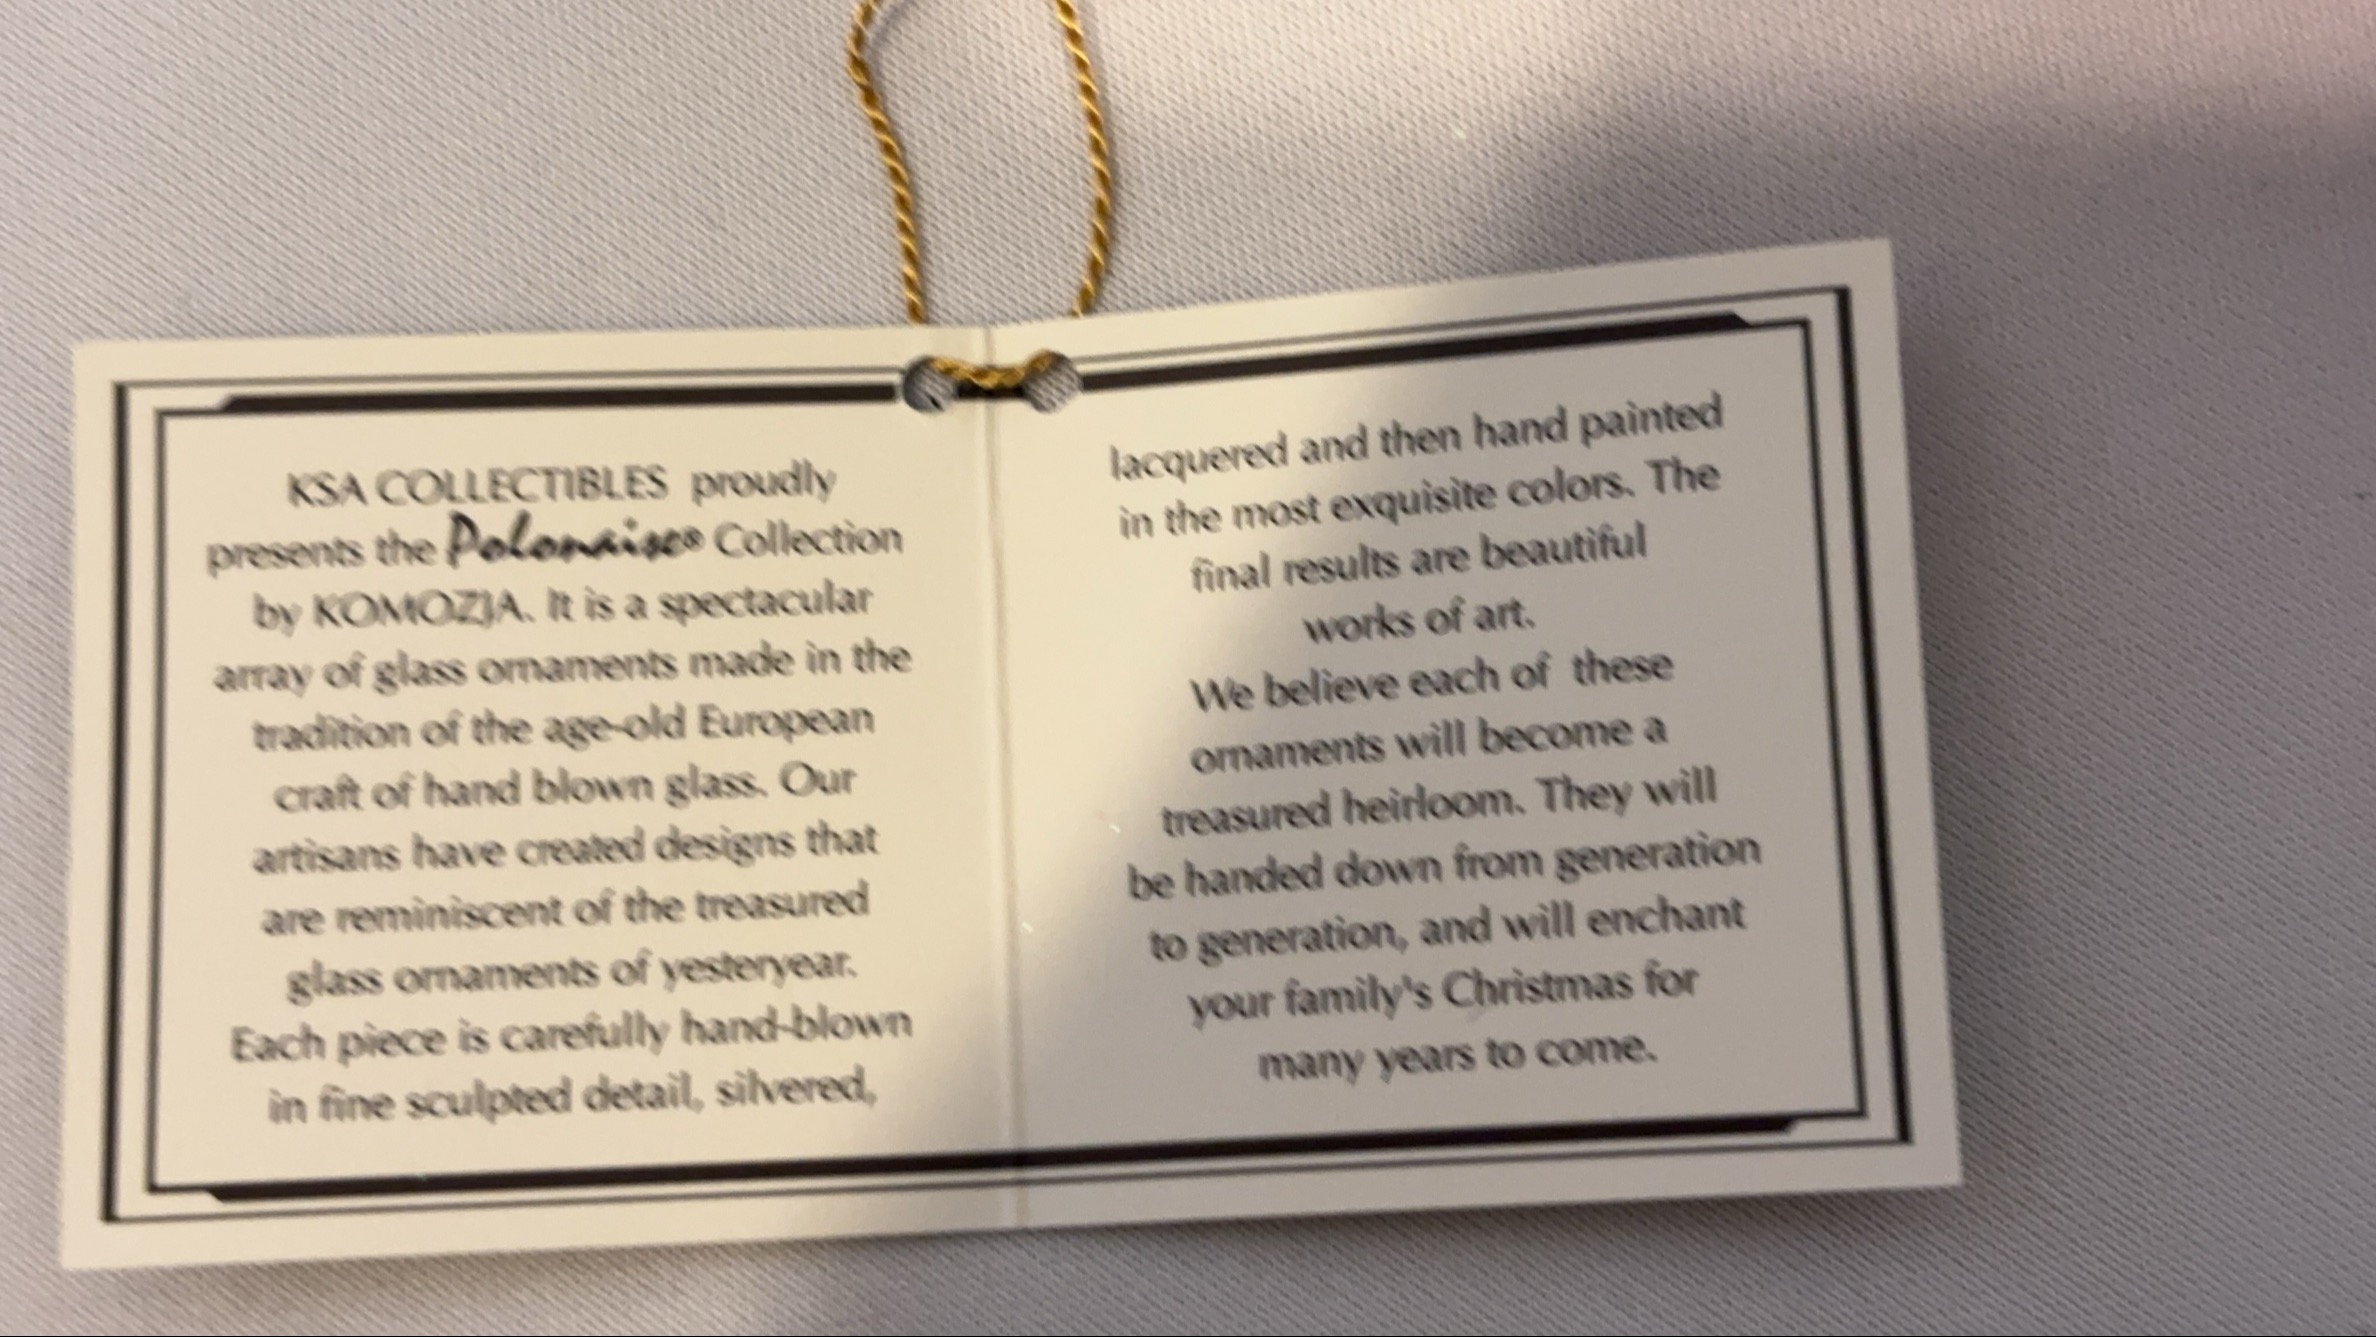 KSA COLLECTIBLES proudly
presents the Polonaise® Collection
by KOMOZJA. It is a spectacular
array of glass ornaments made in the
tradition of the age-old European
craft of hand blown glass. Our
artisans have created designs that
are reminiscent of the treasured
glass ornaments of yesteryear.
Each piece is carefully hand-blown
in fine sculpted detail, silvered,
lacquered and then hand painted
in the most exquisite colors. The
final results are beautiful
works of art.
We believe each of these
ornaments will become a
treasured heirloom. They will
be handed down from generation
to generation, and will enchant
your family's Christmas for
many years to come.